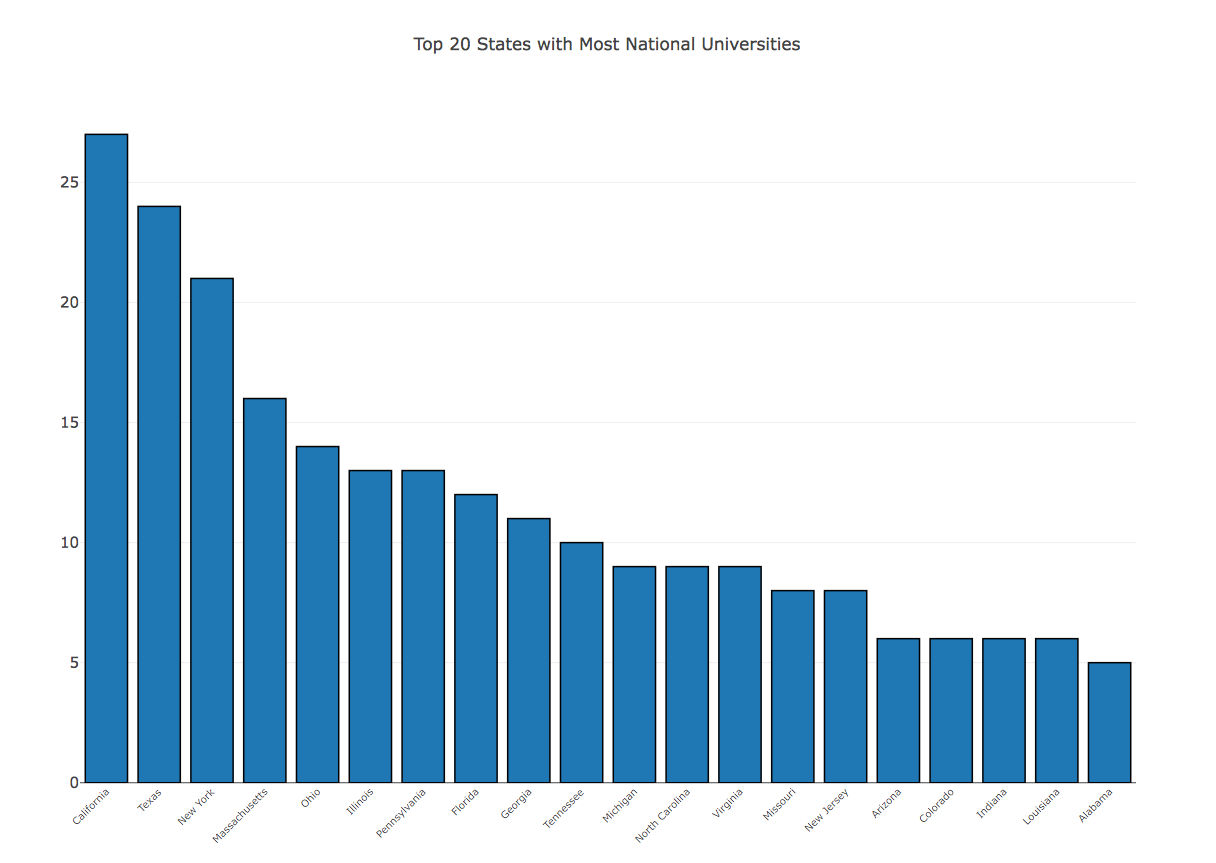 Top 20 States with Most National Universities
25
20
15
10
5
0
California
Texas
New York
Massachusetts
Ohio
Illinois
Pennsylvania
Florida
Georgia
Tennessee
Michigan
North Carolina
Virginia
Missouri
New Jersey
Arizona
Colorado
Indiana
Louisiana
Alabama